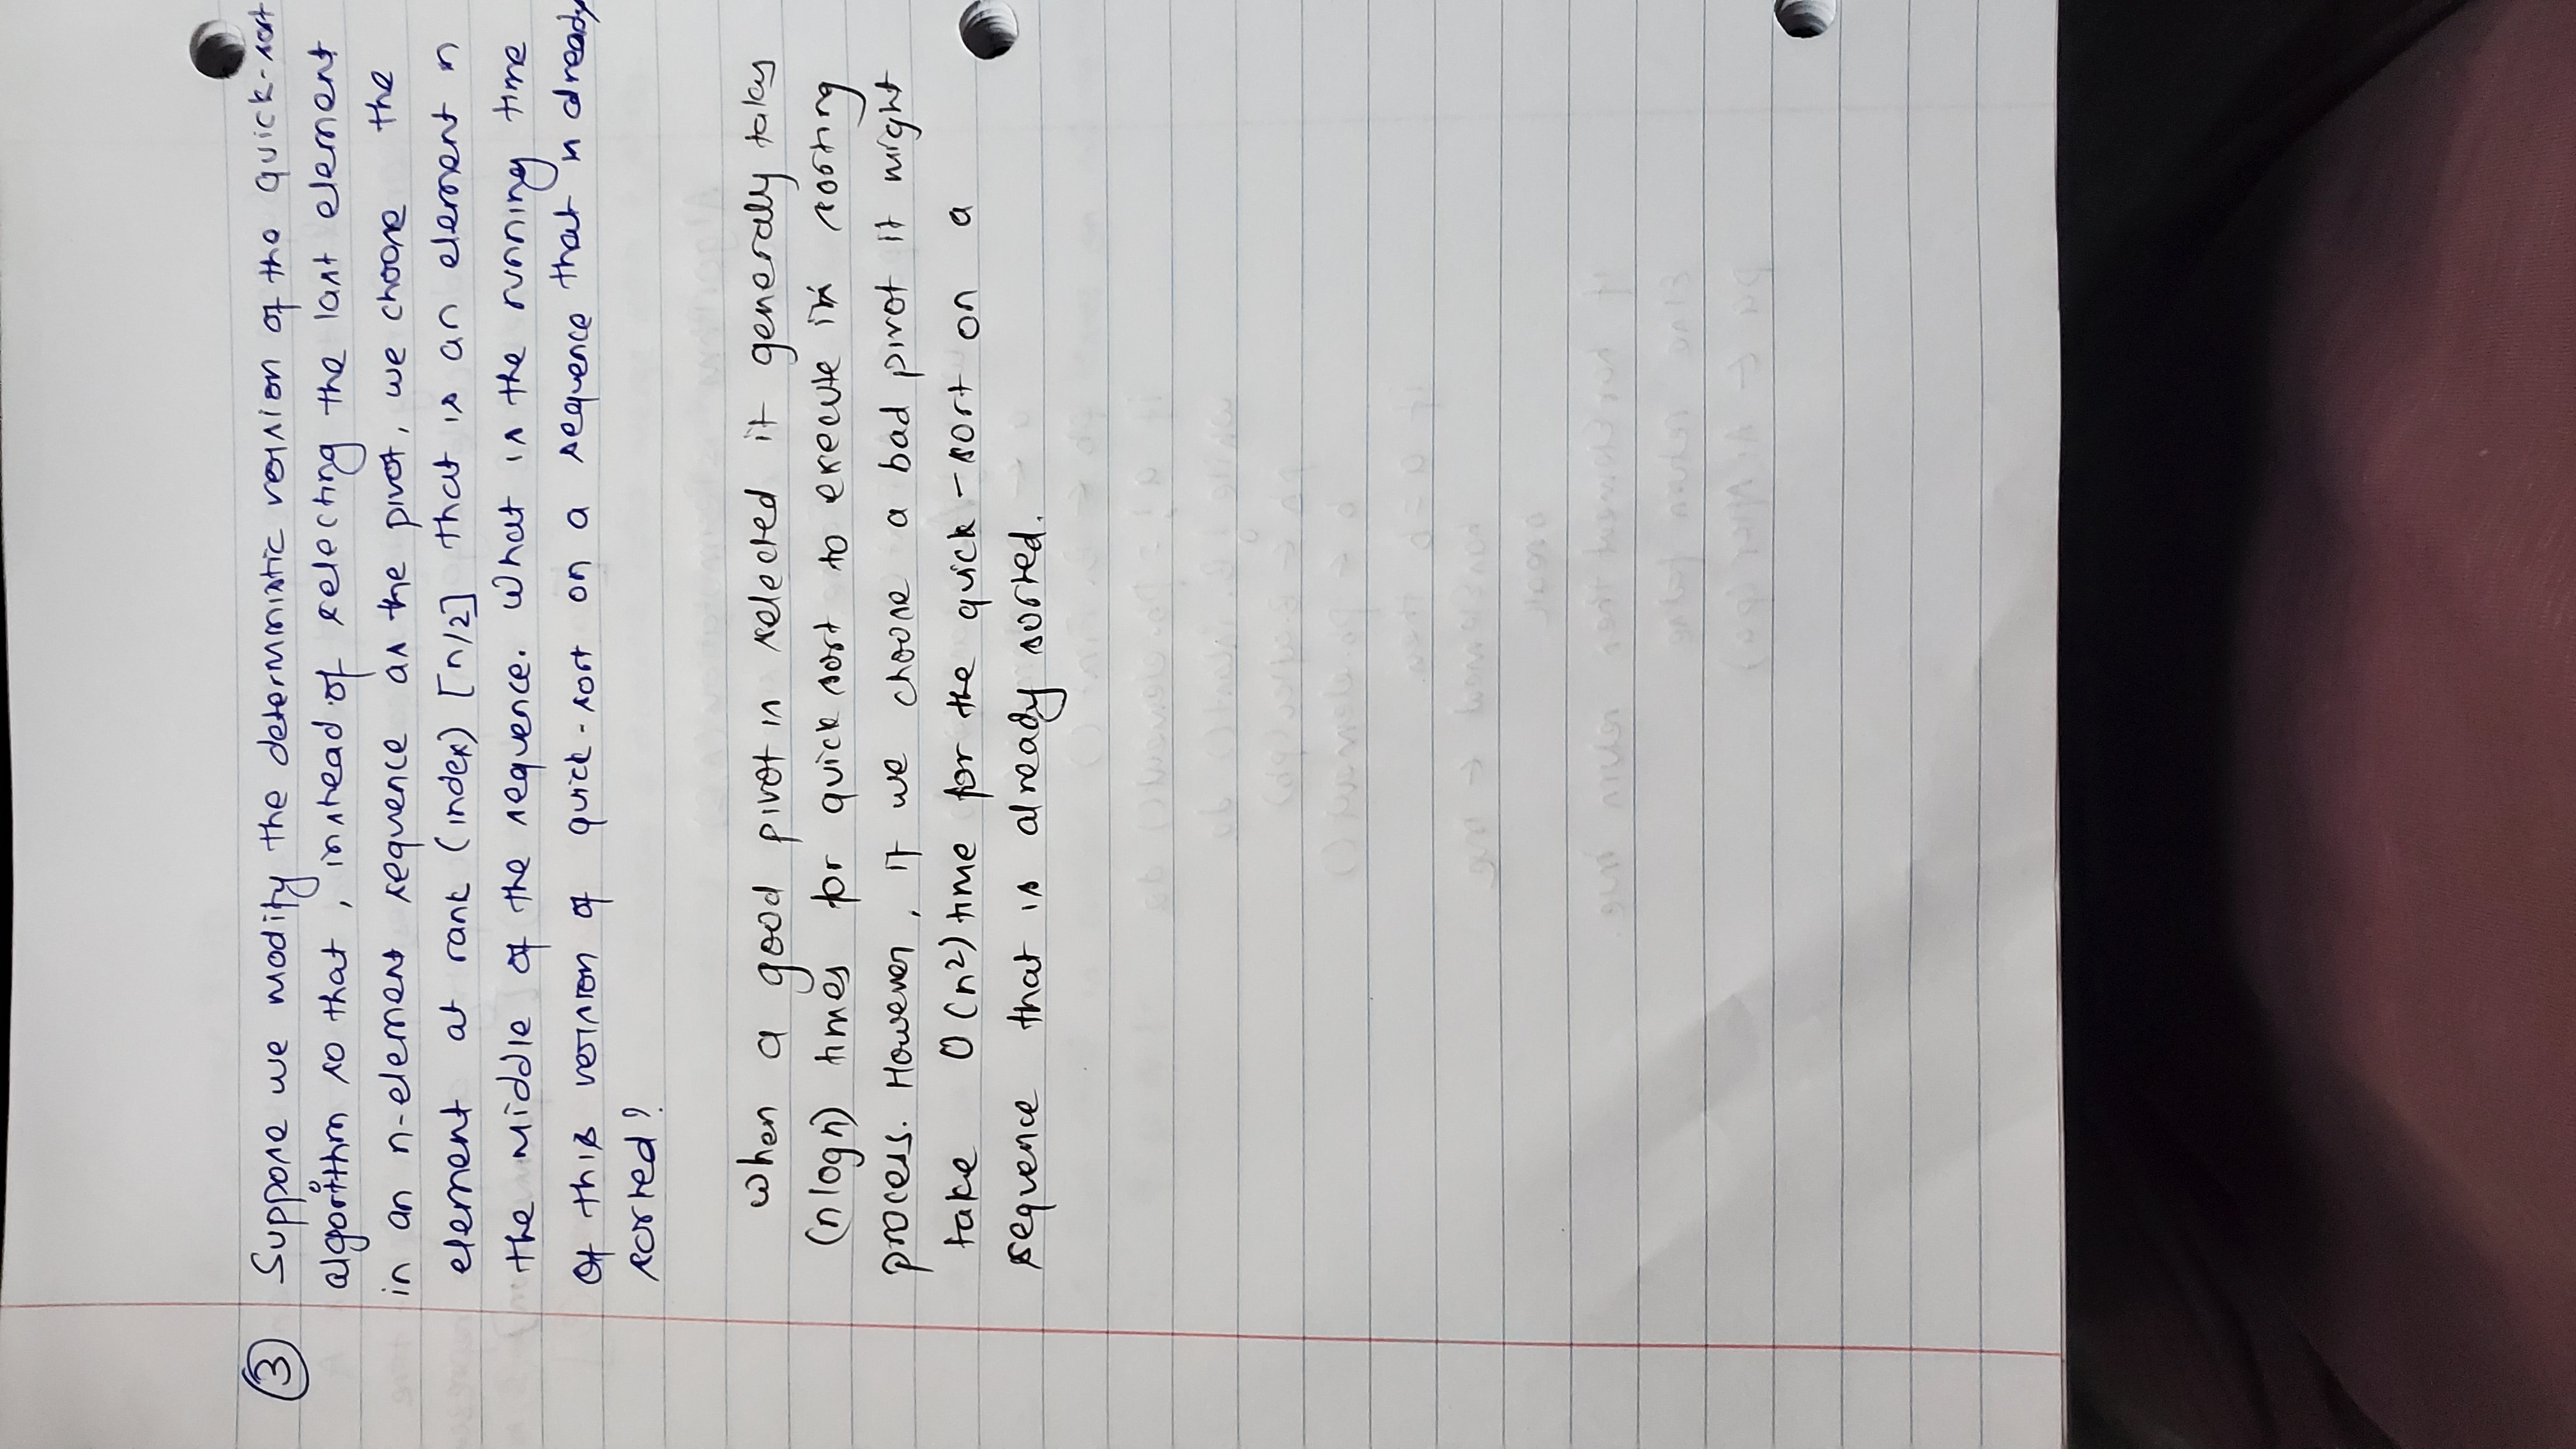 3 Suppose we modify the deterministic version of the quick-sort
algorithm so that, instead of selecting the last element
in an n-element sequence as the pivot, we choose the
element at rank (index) [n/2] that is an element in
the middle of the sequence. What is the running time
of this version of quick-sort on a sequence that is already
sorted?
When a good pivot is selected it generally takes
(nlogn) times for quick sort to execute its sorting
process. However, if we choose a bad pivot it might
take O(n2) time for the quick-sort on a
sequence that is already sorted.